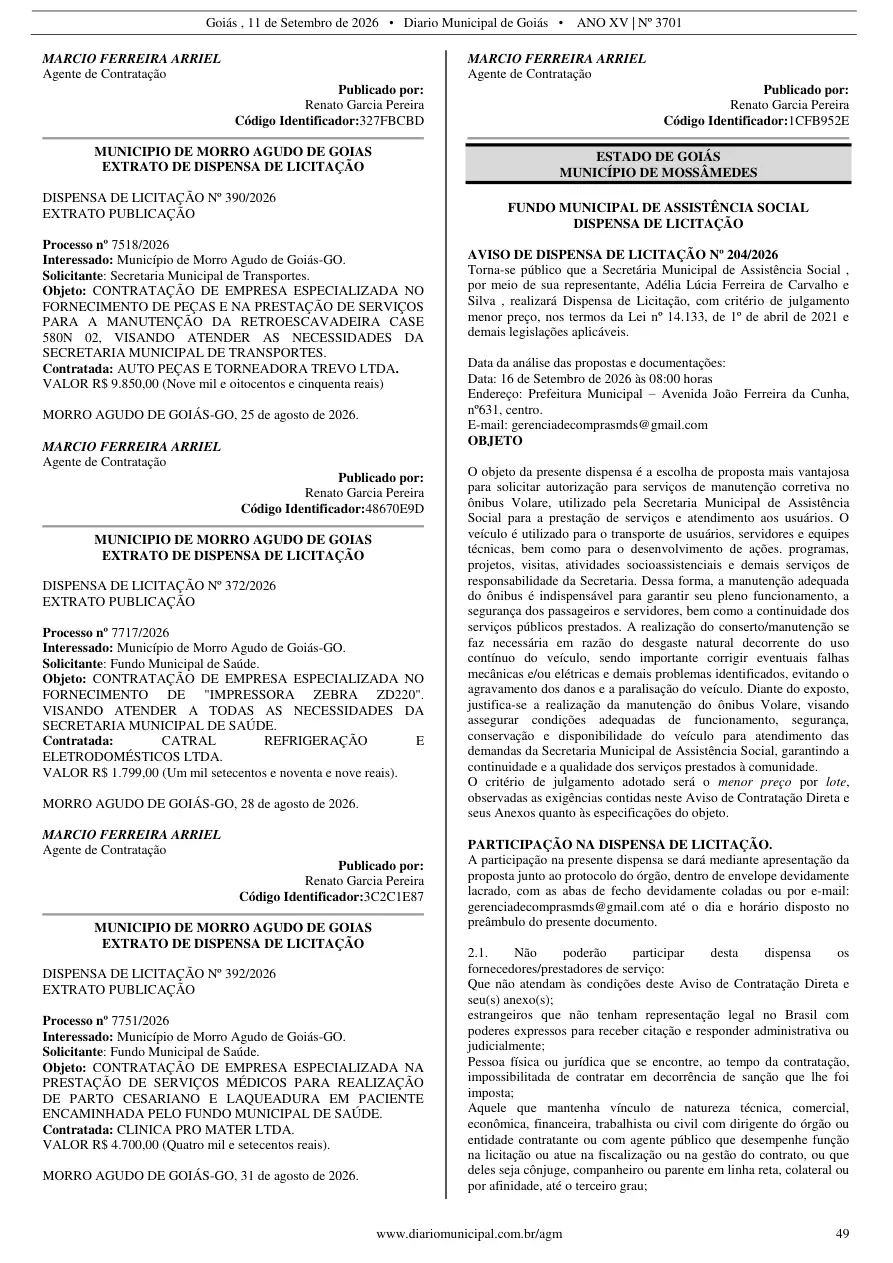 Goiás , 11 de Setembro de 2026 • Diario Municipal de Goiás • ANO XV | Nº 3701
MARCIO FERREIRA ARRIEL
Agente de Contratação
Publicado por:
Renato Garcia Pereira
Código Identificador:327FBCBD
MUNICIPIO DE MORRO AGUDO DE GOIAS
EXTRATO DE DISPENSA DE LICITAÇÃO
DISPENSA DE LICITAÇÃO Nº 390/2026
EXTRATO PUBLICAÇÃO
Processo nº 7518/2026
Interessado: Município de Morro Agudo de Goiás-GO.
Solicitante: Secretaria Municipal de Transportes.
Objeto: CONTRATAÇÃO DE EMPRESA ESPECIALIZADA NO
FORNECIMENTO DE PEÇAS E NA PRESTAÇÃO DE SERVIÇOS
PARA A MANUTENÇÃO DA RETROESCAVADEIRA CASE
580N 02, VISANDO ATENDER AS NECESSIDADES DA
SECRETARIA MUNICIPAL DE TRANSPORTES.
Contratada: AUTO PEÇAS E TORNEADORA TREVO LTDA.
VALOR R$ 9.850,00 (Nove mil e oitocentos e cinquenta reais)
MORRO AGUDO DE GOIÁS-GO, 25 de agosto de 2026.
MARCIO FERREIRA ARRIEL
Agente de Contratação
Publicado por:
Renato Garcia Pereira
Código Identificador:48670E9D
MUNICIPIO DE MORRO AGUDO DE GOIAS
EXTRATO DE DISPENSA DE LICITAÇÃO
DISPENSA DE LICITAÇÃO Nº 372/2026
EXTRATO PUBLICAÇÃO
Processo nº 7717/2026
Interessado: Município de Morro Agudo de Goiás-GO.
Solicitante: Fundo Municipal de Saúde.
Objeto: CONTRATAÇÃO DE EMPRESA ESPECIALIZADA NO
FORNECIMENTO DE "IMPRESSORA ZEBRA ZD220".
VISANDO ATENDER A TODAS AS NECESSIDADES DA
SECRETARIA MUNICIPAL DE SAÚDE.
Contratada: CATRAL REFRIGERAÇÃO E
ELETRODOMÉSTICOS LTDA.
VALOR R$ 1.799,00 (Um mil setecentos e noventa e nove reais).
MORRO AGUDO DE GOIÁS-GO, 28 de agosto de 2026.
MARCIO FERREIRA ARRIEL
Agente de Contratação
Publicado por:
Renato Garcia Pereira
Código Identificador:3C2C1E87
MUNICIPIO DE MORRO AGUDO DE GOIAS
EXTRATO DE DISPENSA DE LICITAÇÃO
DISPENSA DE LICITAÇÃO Nº 392/2026
EXTRATO PUBLICAÇÃO
Processo nº 7751/2026
Interessado: Município de Morro Agudo de Goiás-GO.
Solicitante: Fundo Municipal de Saúde.
Objeto: CONTRATAÇÃO DE EMPRESA ESPECIALIZADA NA
PRESTAÇÃO DE SERVIÇOS MÉDICOS PARA REALIZAÇÃO
DE PARTO CESARIANO E LAQUEADURA EM PACIENTE
ENCAMINHADA PELO FUNDO MUNICIPAL DE SAÚDE.
Contratada: CLINICA PRO MATER LTDA.
VALOR R$ 4.700,00 (Quatro mil e setecentos reais).
MORRO AGUDO DE GOIÁS-GO, 31 de agosto de 2026.
MARCIO FERREIRA ARRIEL
Agente de Contratação
Publicado por:
Renato Garcia Pereira
Código Identificador:1CFB952E
ESTADO DE GOIÁS
MUNICÍPIO DE MOSSÂMEDES
FUNDO MUNICIPAL DE ASSISTÊNCIA SOCIAL
DISPENSA DE LICITAÇÃO
AVISO DE DISPENSA DE LICITAÇÃO Nº 204/2026
Torna-se público que a Secretária Municipal de Assistência Social ,
por meio de sua representante, Adélia Lúcia Ferreira de Carvalho e
Silva , realizará Dispensa de Licitação, com critério de julgamento
menor preço, nos termos da Lei nº 14.133, de 1º de abril de 2021 e
demais legislações aplicáveis.
Data da análise das propostas e documentações:
Data: 16 de Setembro de 2026 às 08:00 horas
Endereço: Prefeitura Municipal – Avenida João Ferreira da Cunha,
nº631, centro.
E-mail: gerenciadecomprasmds@gmail.com
OBJETO
O objeto da presente dispensa é a escolha de proposta mais vantajosa
para solicitar autorização para serviços de manutenção corretiva no
ônibus Volare, utilizado pela Secretaria Municipal de Assistência
Social para a prestação de serviços e atendimento aos usuários. O
veículo é utilizado para o transporte de usuários, servidores e equipes
técnicas, bem como para o desenvolvimento de ações. programas,
projetos, visitas, atividades socioassistenciais e demais serviços de
responsabilidade da Secretaria. Dessa forma, a manutenção adequada
do ônibus é indispensável para garantir seu pleno funcionamento, a
segurança dos passageiros e servidores, bem como a continuidade dos
serviços públicos prestados. A realização do conserto/manutenção se
faz necessária em razão do desgaste natural decorrente do uso
contínuo do veículo, sendo importante corrigir eventuais falhas
mecânicas e/ou elétricas e demais problemas identificados, evitando o
agravamento dos danos e a paralisação do veículo. Diante do exposto,
justifica-se a realização da manutenção do ônibus Volare, visando
assegurar condições adequadas de funcionamento, segurança,
conservação e disponibilidade do veículo para atendimento das
demandas da Secretaria Municipal de Assistência Social, garantindo a
continuidade e a qualidade dos serviços prestados à comunidade.
O critério de julgamento adotado será o menor preço por lote,
observadas as exigências contidas neste Aviso de Contratação Direta e
seus Anexos quanto às especificações do objeto.
PARTICIPAÇÃO NA DISPENSA DE LICITAÇÃO.
A participação na presente dispensa se dará mediante apresentação da
proposta junto ao protocolo do órgão, dentro de envelope devidamente
lacrado, com as abas de fecho devidamente coladas ou por e-mail:
gerenciadecomprasmds@gmail.com até o dia e horário disposto no
preâmbulo do presente documento.
2.1. Não poderão participar desta dispensa os
fornecedores/prestadores de serviço:
Que não atendam às condições deste Aviso de Contratação Direta e
seu(s) anexo(s);
estrangeiros que não tenham representação legal no Brasil com
poderes expressos para receber citação e responder administrativa ou
judicialmente;
Pessoa física ou jurídica que se encontre, ao tempo da contratação,
impossibilitada de contratar em decorrência de sanção que lhe foi
imposta;
Aquele que mantenha vínculo de natureza técnica, comercial,
econômica, financeira, trabalhista ou civil com dirigente do órgão ou
entidade contratante ou com agente público que desempenhe função
na licitação ou atue na fiscalização ou na gestão do contrato, ou que
deles seja cônjuge, companheiro ou parente em linha reta, colateral ou
por afinidade, até o terceiro grau;
www.diariomunicipal.com.br/agm
49